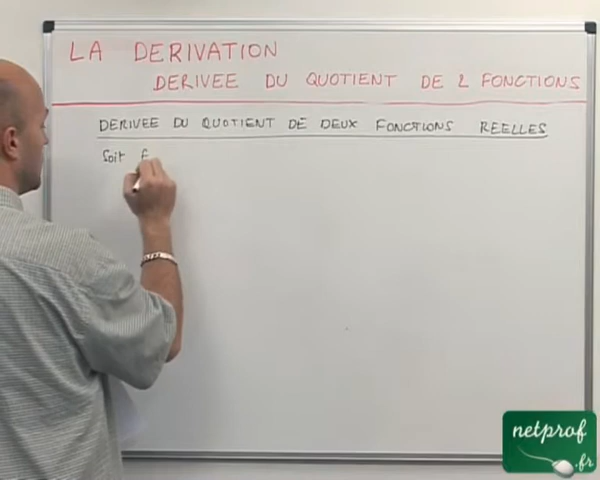 LA DERIVATION
DERIVEE DU QUOTIENT DE 2 FONCTIONS
DERIVEE DU QUOTIENT DE DEUX FONCTIONS REELLES
Soit f
netprof
.fr